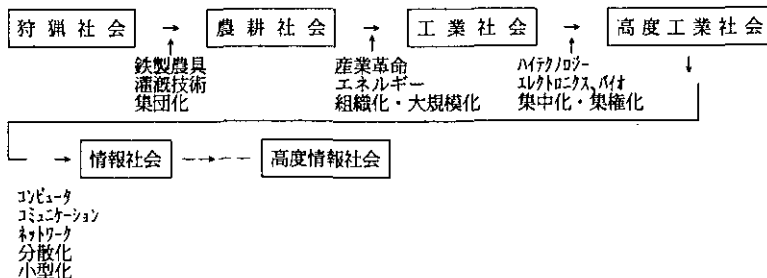 狩猟社会 → 農耕社会 → 工業社会 → 高度工業社会
鉄製農具
灌漑技術
集団化
産業革命
エネルギー
組織化・大規模化
ハイテクノロジー
エレクトロニクス、バイオ
集中化・集権化
→ 情報社会 --→-- 高度情報社会
コンピュータ
コミュニケーション
ネットワーク
分散化
小型化